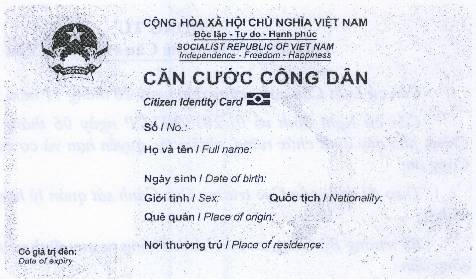 CỘNG HÒA XÃ HỘI CHỦ NGHĨA VIỆT NAM
Độc lập - Tự do - Hạnh phúc
SOCIALIST REPUBLIC OF VIET NAM
Independence - Freedom - Happiness
CĂN CƯỚC CÔNG DÂN
Citizen Identity Card
Số / No.:
Họ và tên / Full name:
Ngày sinh / Date of birth:
Giới tính / Sex: Quốc tịch / Nationality:
Quê quán / Place of origin:
Nơi thường trú / Place of residence:
Có giá trị đến:
Date of expiry